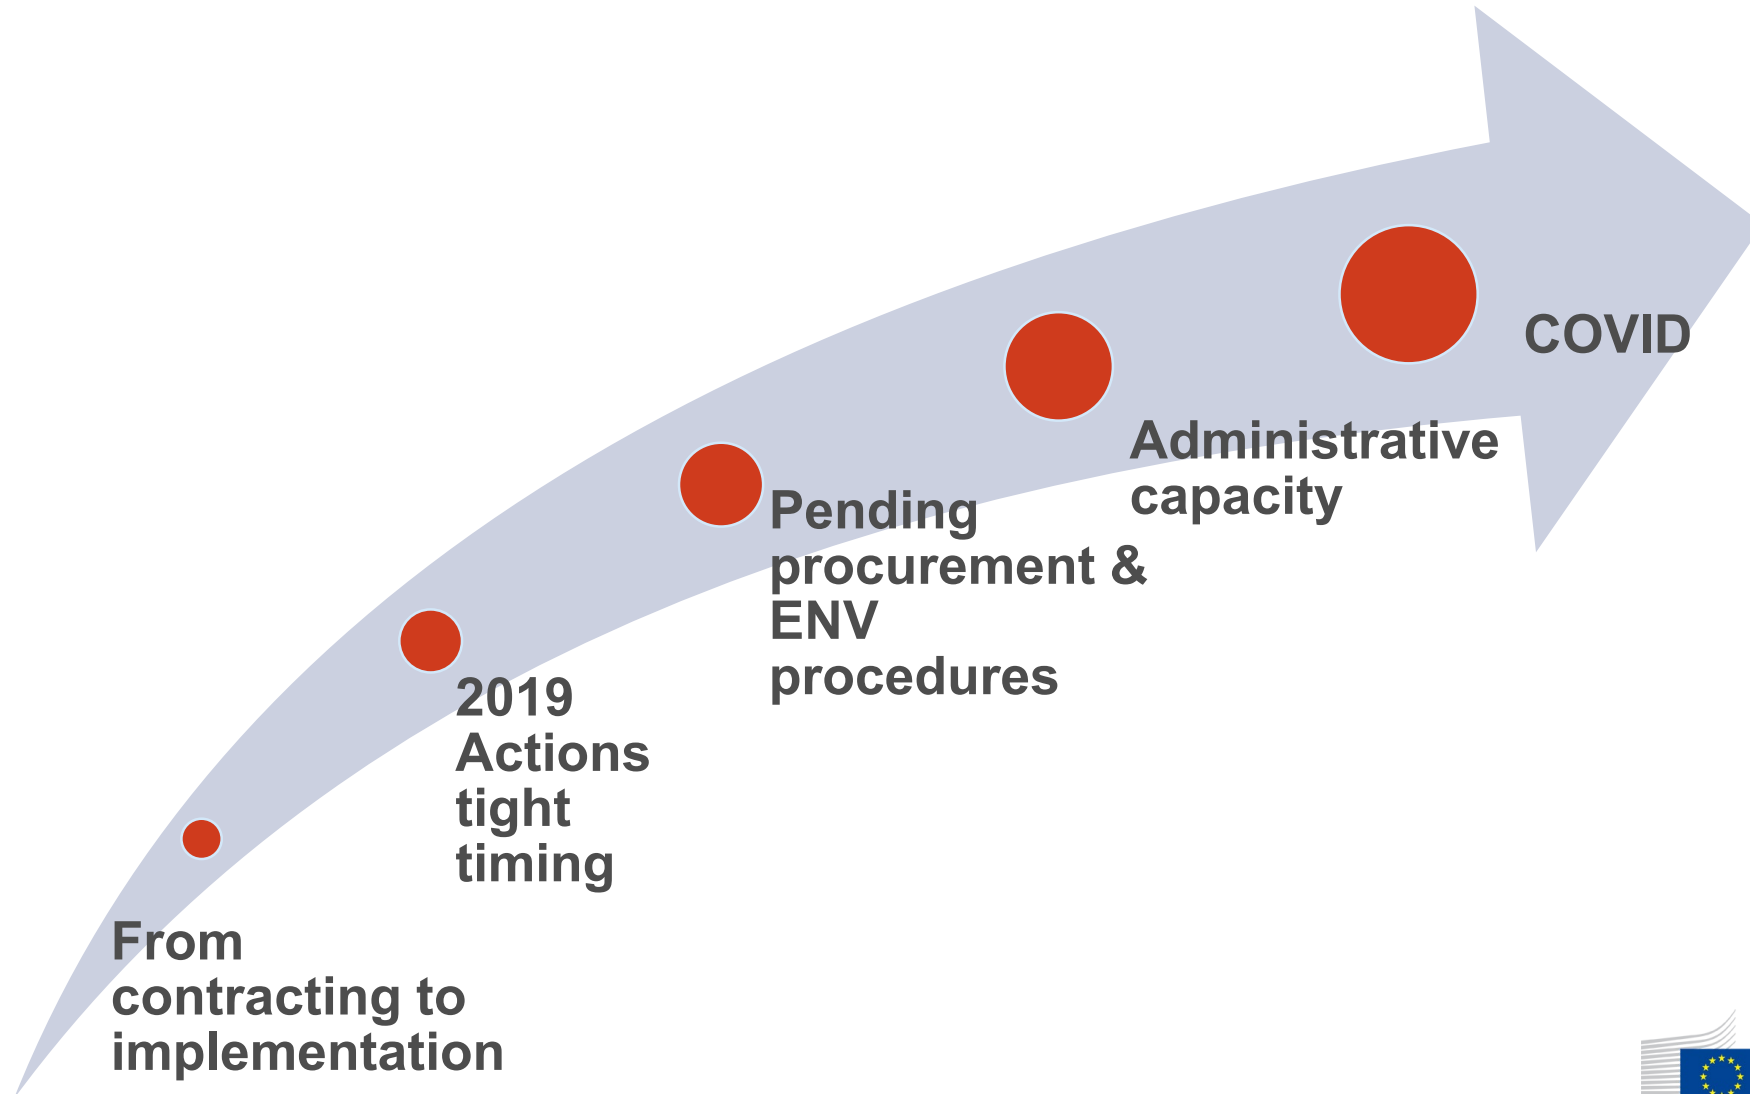 From
contracting to
implementation
2019
Actions
tight
timing
Pending
procurement &
ENV
procedures
Administrative
capacity
COVID